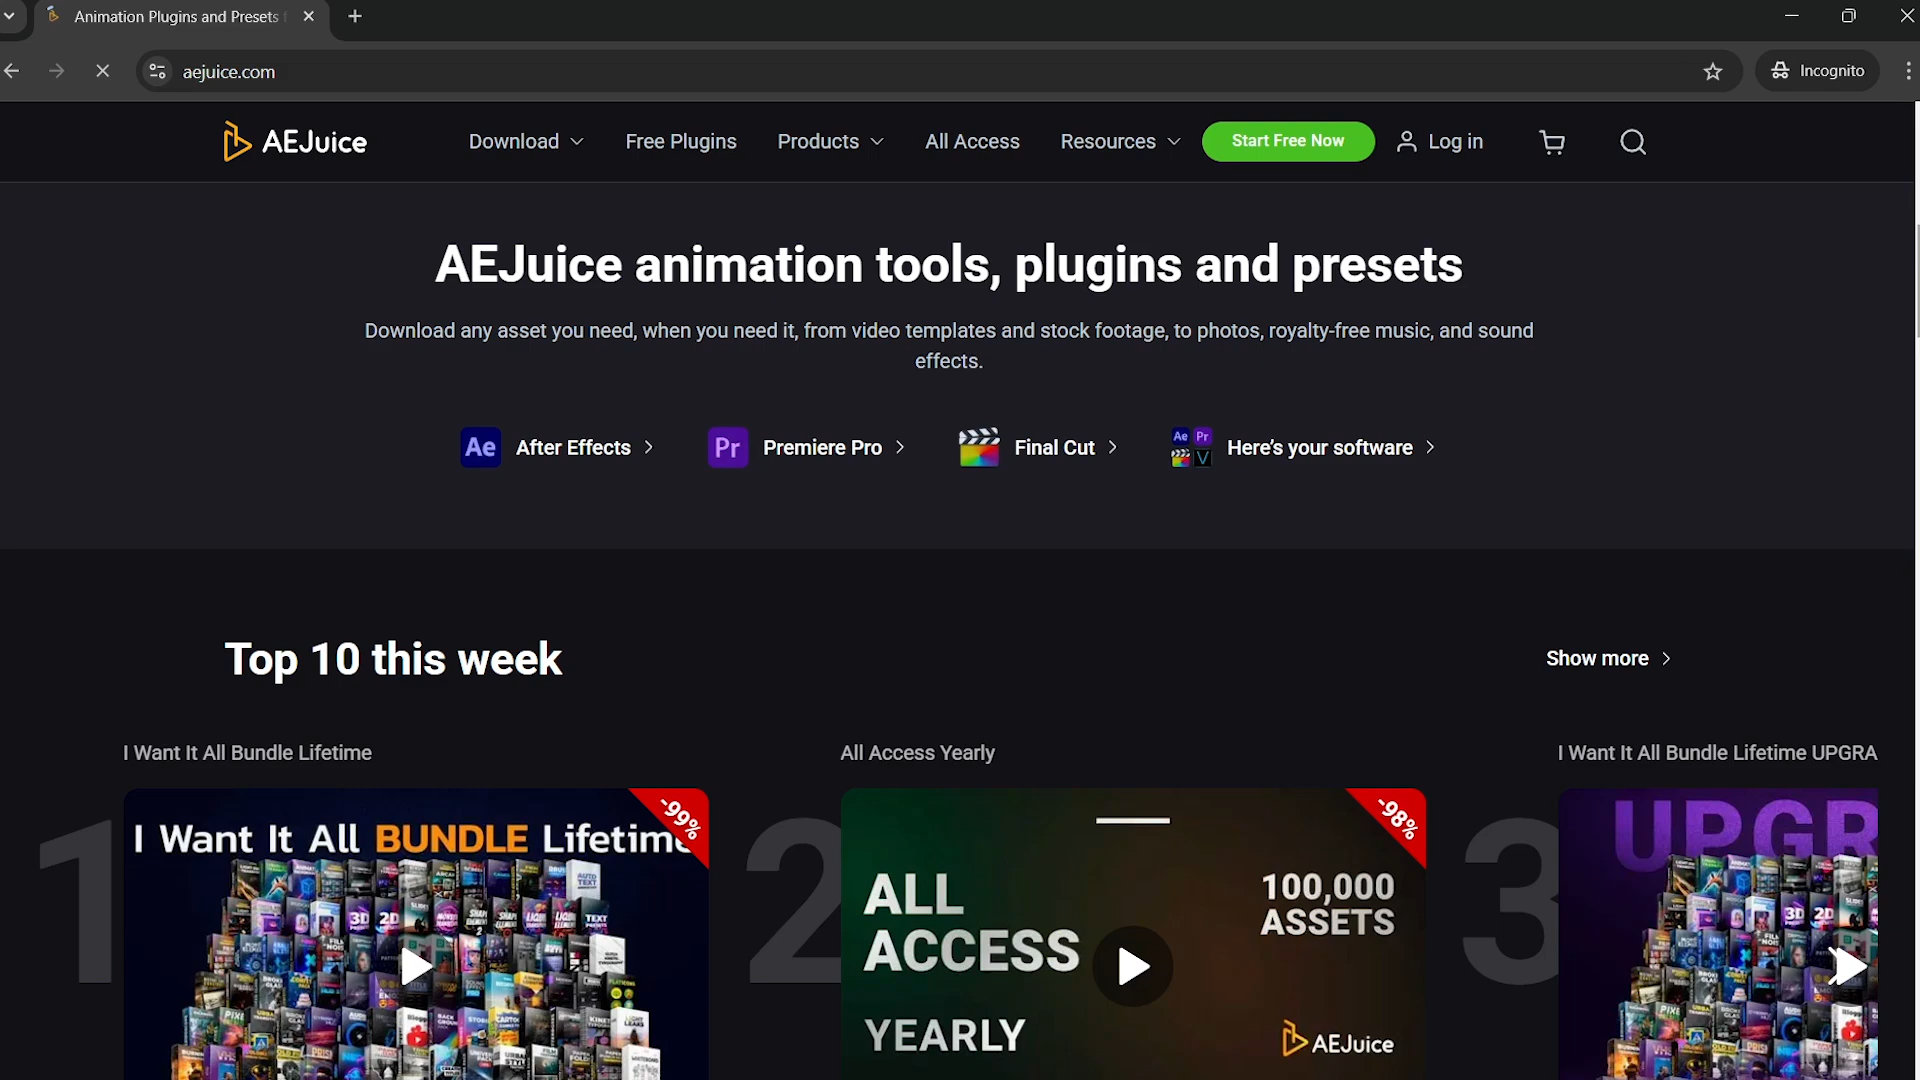 Animation Plugins and Presets
aejuice.com
Incognito
AEJuice
Download
Free Plugins
Products
All Access
Resources
Start Free Now
Log in
AEJuice animation tools, plugins and presets
Download any asset you need, when you need it, from video templates and stock footage, to photos, royalty-free music, and sound
effects.
Ae After Effects
Pr Premiere Pro
Final Cut
Ae Pr
V
Here's your software
Top 10 this week
Show more
I Want It All Bundle Lifetime
All Access Yearly
I Want It All Bundle Lifetime UPGRA
1
I Want It All BUNDLE Lifetime
-99%
2
ALL
ACCESS
YEARLY
100,000
ASSETS
-98%
AEJuice
3
UPGR